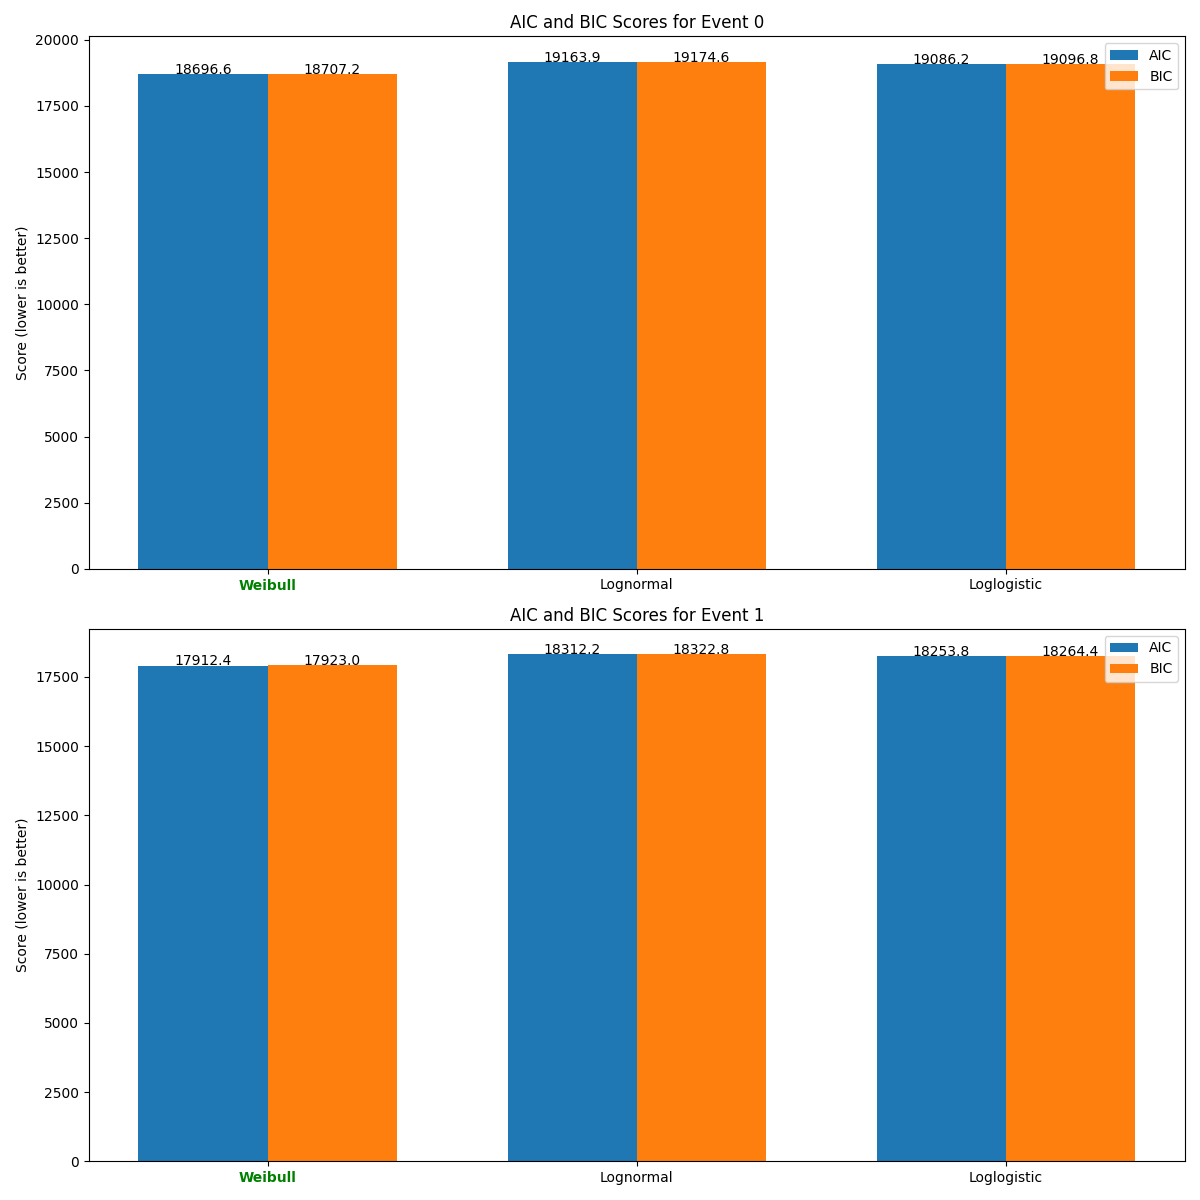 AIC and BIC Scores for Event 0
Score (lower is better)
20000
17500
15000
12500
10000
7500
5000
2500
0
18696.6
18707.2
19163.9
19174.6
19086.2
19096.8
AIC
BIC
Weibull
Lognormal
Loglogistic
AIC and BIC Scores for Event 1
Score (lower is better)
17500
15000
12500
10000
7500
5000
2500
0
17912.4
17923.0
18312.2
18322.8
18253.8
18264.4
AIC
BIC
Weibull
Lognormal
Loglogistic